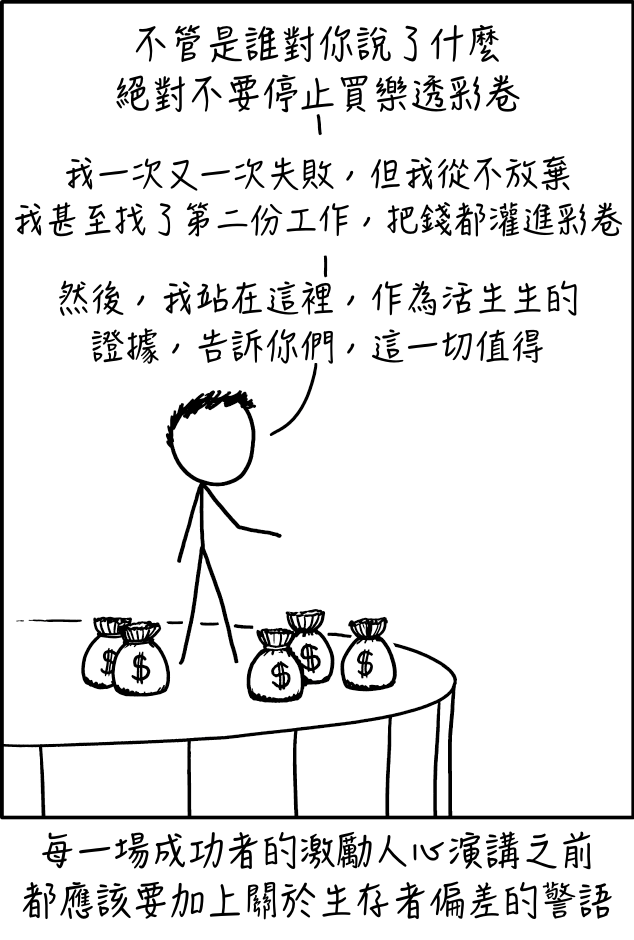 不管是誰對你說了什麼
絕對不要停止買樂透彩卷
我一次又一次失敗，但我從不放棄
我甚至找了第二份工作，把錢都灌進彩卷
然後，我站在這裡，作為活生生的
證據，告訴你們，這一切值得
$ $ $ $ $
每一場成功者的激勵人心演講之前
都應該要加上關於生存者偏差的警語